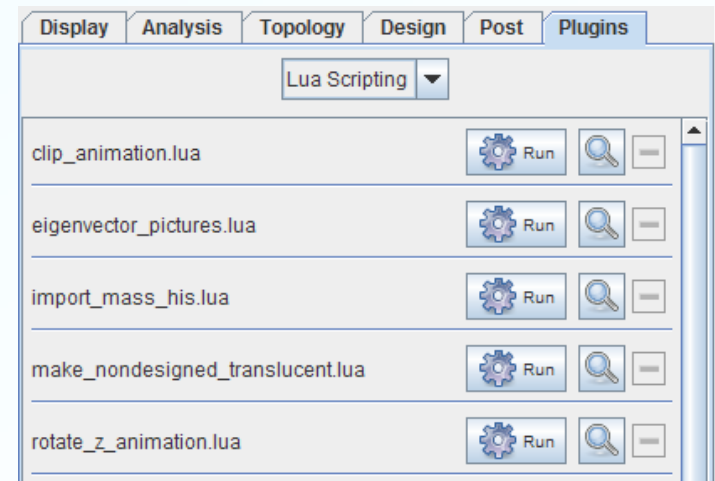 Display Analysis Topology Design Post Plugins
Lua Scripting
clip_animation.lua Run
eigenvector_pictures.lua Run
import_mass_his.lua Run
make_nondesigned_translucent.lua Run
rotate_z_animation.lua Run